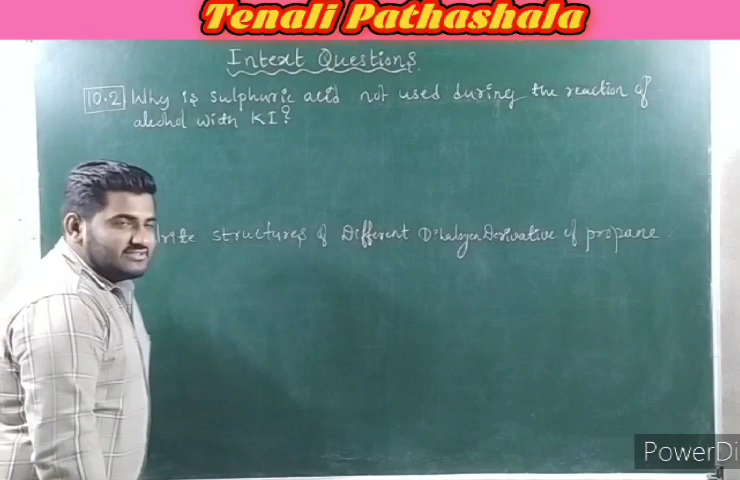 Tenali Pathashala
Intext Questions
10.2 Why is sulphuric acid not used during the reaction of
alcohol with KI?
rite structures of Different Dihalogen Derivative of propane
PowerDi